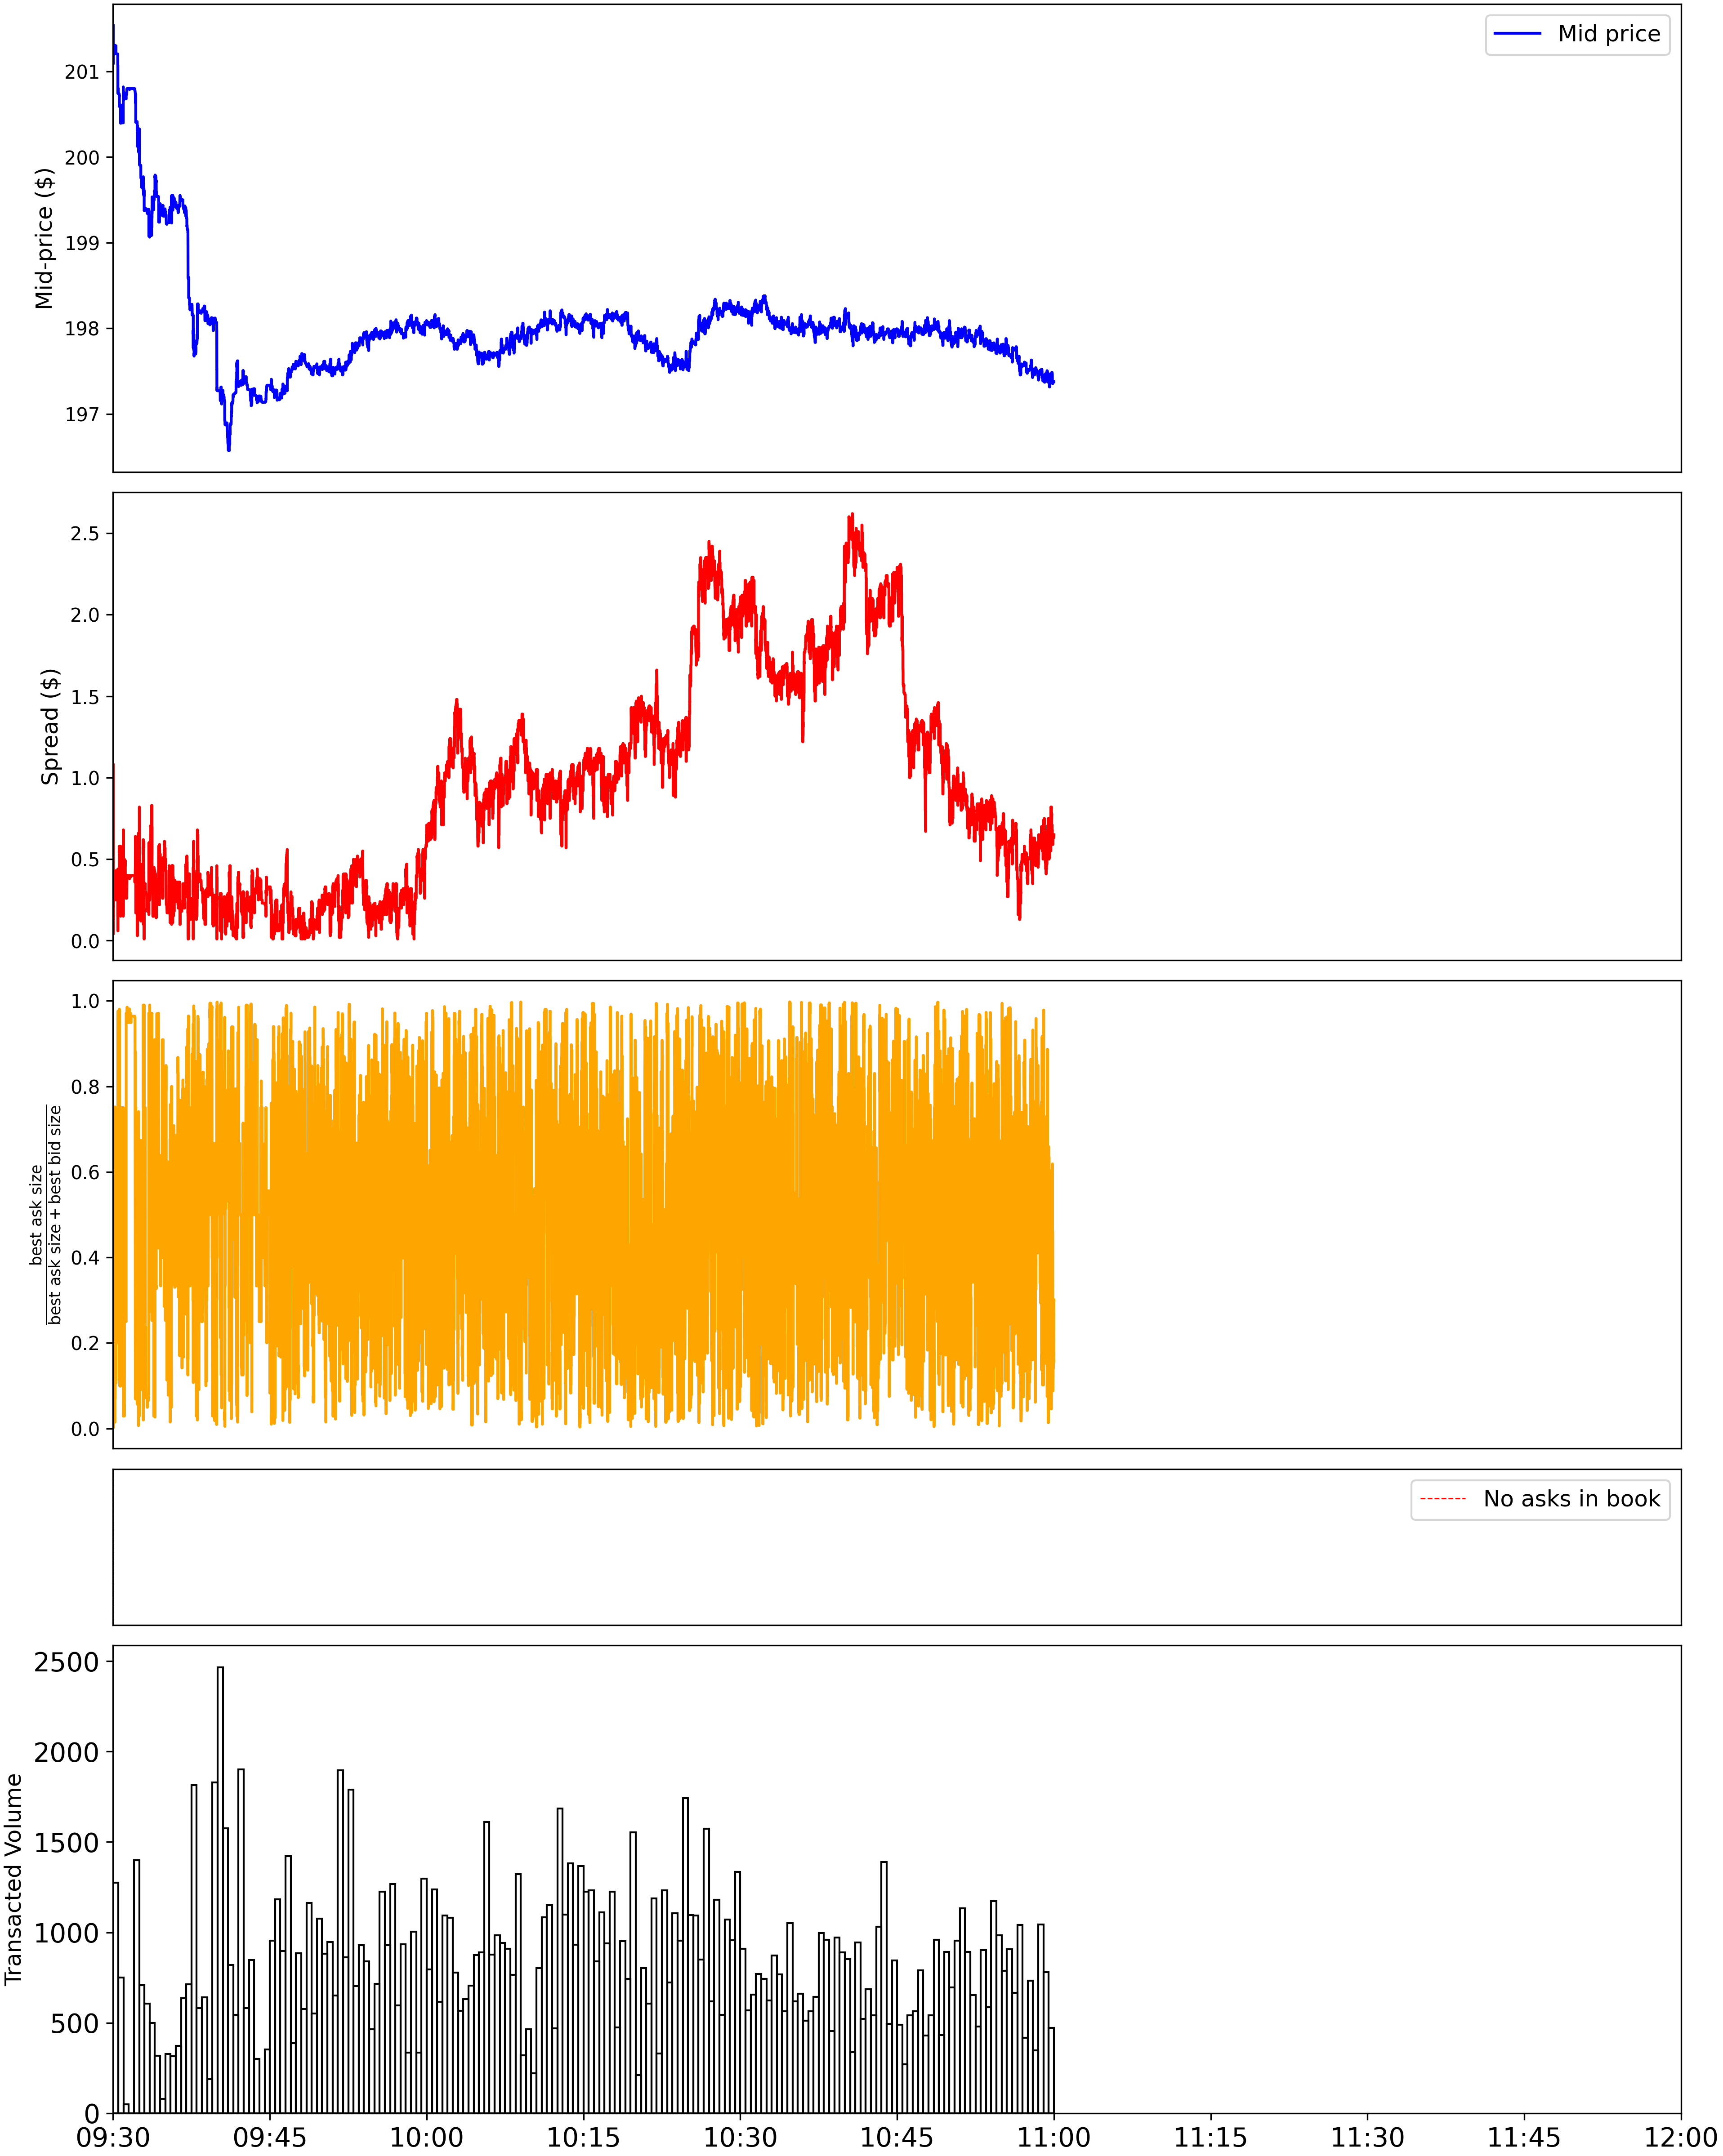 Mid price
201
200
199
198
197
Mid-price ($)
2.5
2.0
1.5
1.0
0.5
0.0
Spread ($)
1.0
0.8
0.6
0.4
0.2
0.0
best ask size
best ask size + best bid size
No asks in book
2500
2000
1500
1000
500
0
Transacted Volume
09:30 09:45 10:00 10:15 10:30 10:45 11:00 11:15 11:30 11:45 12:00